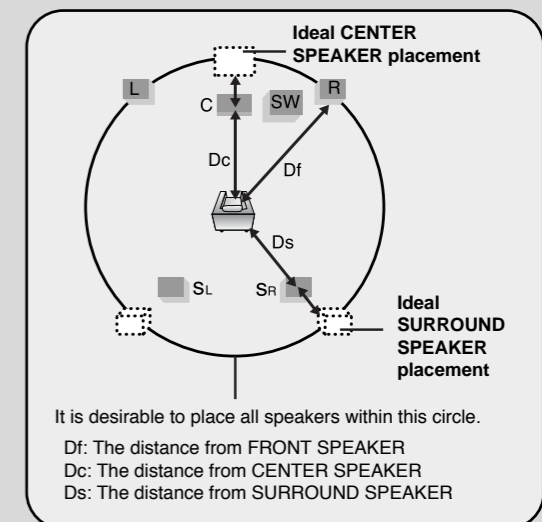 Ideal CENTER
SPEAKER placement
L
R
C
SW
Dc
Df
Ds
SL
SR
Ideal
SURROUND
SPEAKER
placement
It is desirable to place all speakers within this circle.
Df: The distance from FRONT SPEAKER
Dc: The distance from CENTER SPEAKER
Ds: The distance from SURROUND SPEAKER